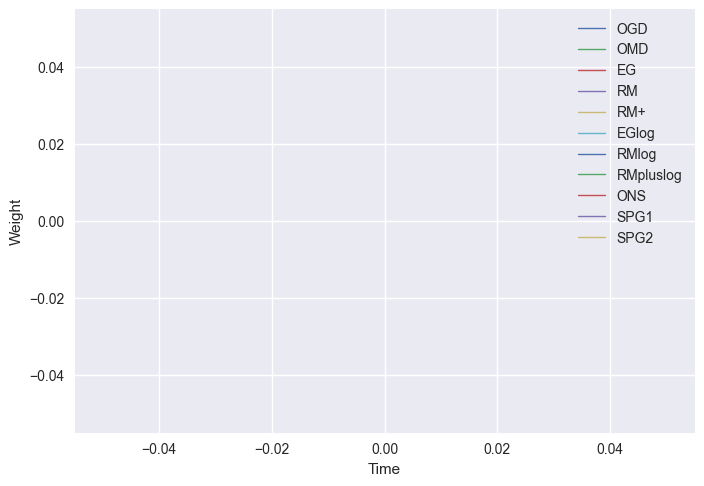 OGD
OMD
EG
RM
RM+
EGlog
RMlog
RMpluslog
ONS
SPG1
SPG2
0.04
0.02
0.00
−0.02
−0.04
Weight
−0.04
−0.02
0.00
0.02
0.04
Time